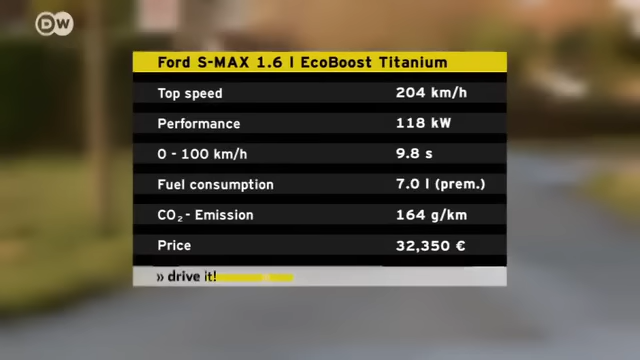 DW
Ford S-MAX 1.6 l EcoBoost Titanium
Top speed 204 km/h
Performance 118 kW
0 - 100 km/h 9.8 s
Fuel consumption 7.0 l (prem.)
CO₂ - Emission 164 g/km
Price 32,350 €
» drive it!